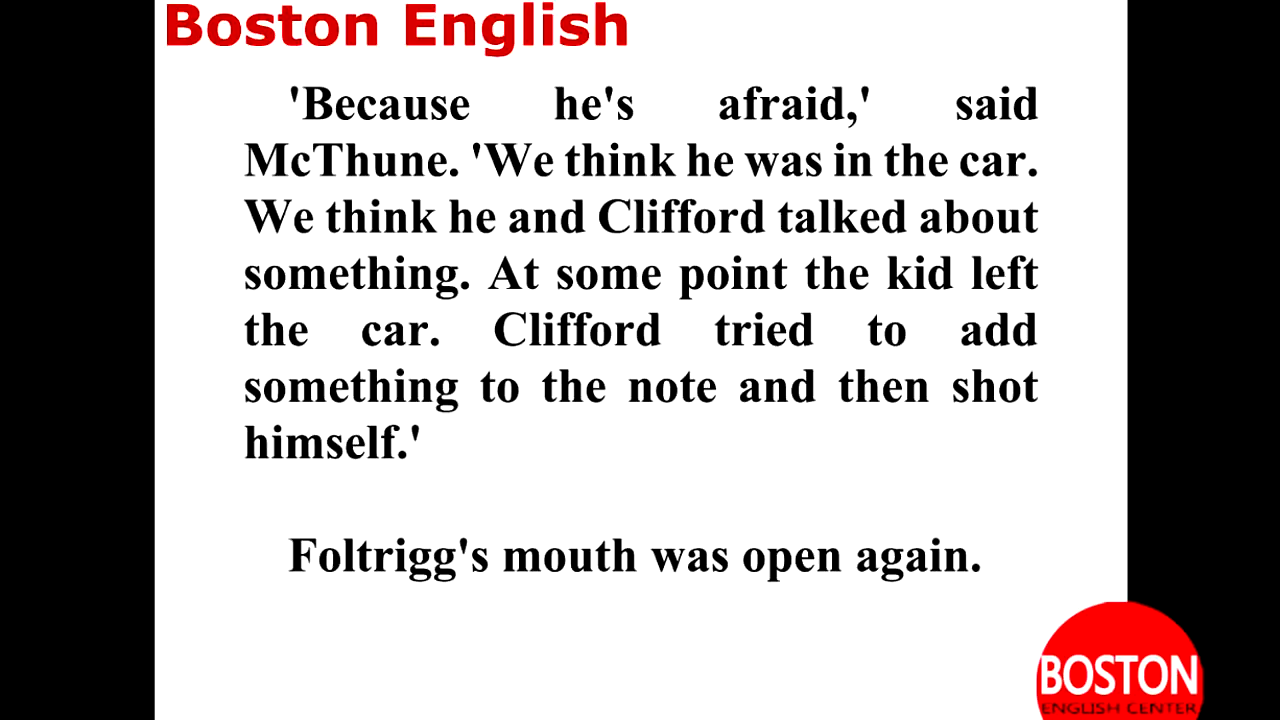 Boston English
'Because he's afraid,' said
McThune. 'We think he was in the car.
We think he and Clifford talked about
something. At some point the kid left
the car. Clifford tried to add
something to the note and then shot
himself.'
Foltrigg's mouth was open again.
BOSTON
ENGLISH CENTER